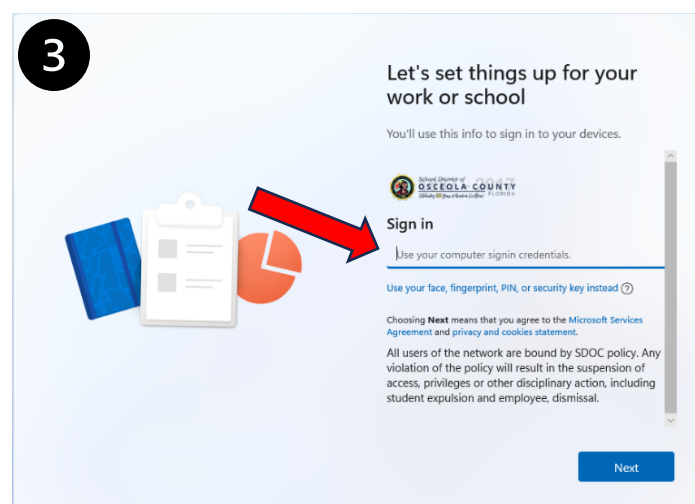 3
Let's set things up for your
work or school
You'll use this info to sign in to your devices.
School District of
2017
OSCEOLA COUNTY
FLORIDA
Sign in
Use your computer signin credentials.
Use your face, fingerprint, PIN, or security key instead ?
Choosing Next means that you agree to the Microsoft Services
Agreement and privacy and cookies statement.
All users of the network are bound by SDOC policy. Any
violation of the policy will result in the suspension of
access, privileges or other disciplinary action, including
student expulsion and employee, dismissal.
Next